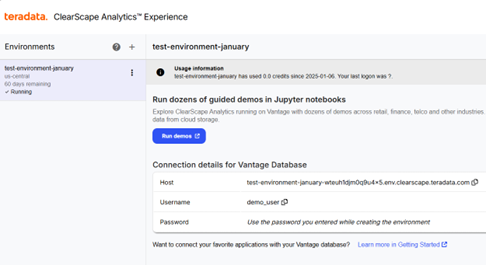 teradata. ClearScape Analytics™ Experience
Environments
test-environment-january
us-central
60 days remaining
✓ Running
test-environment-january
Usage information
test-environment-january has used 0.0 credits since 2025-01-06. Your last logon was ?.
Run dozens of guided demos in Jupyter notebooks
Explore ClearScape Analytics running on Vantage with dozens of demos across retail, finance, telco and other industries
data from cloud storage.
Run demos
Connection details for Vantage Database
Host test-environment-january-wteuh1djm0q9u4x5.env.clearscape.teradata.com
Username demo_user
Password Use the password you entered while creating the environment
Want to connect your favorite applications with your Vantage database? Learn more in Getting Started